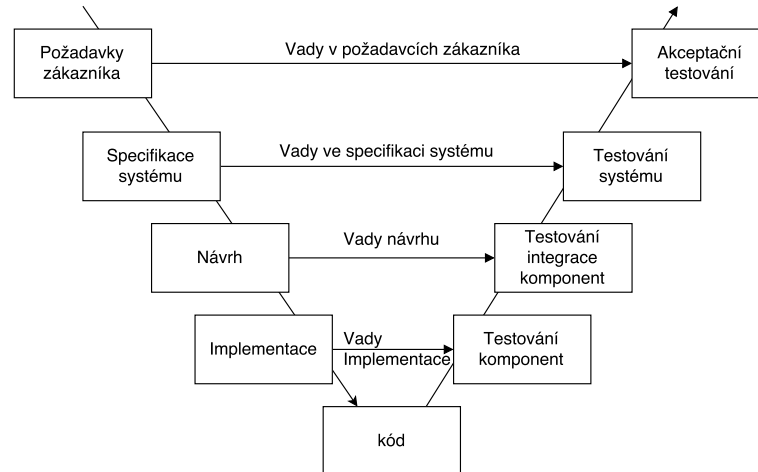 Požadavky
zákazníka
Vady v požadavcích zákazníka
Akceptační
testování
Specifikace
systému
Vady ve specifikaci systému
Testování
systému
Návrh
Vady návrhu
Testování
integrace
komponent
Implementace
Vady
Implementace
Testování
komponent
kód